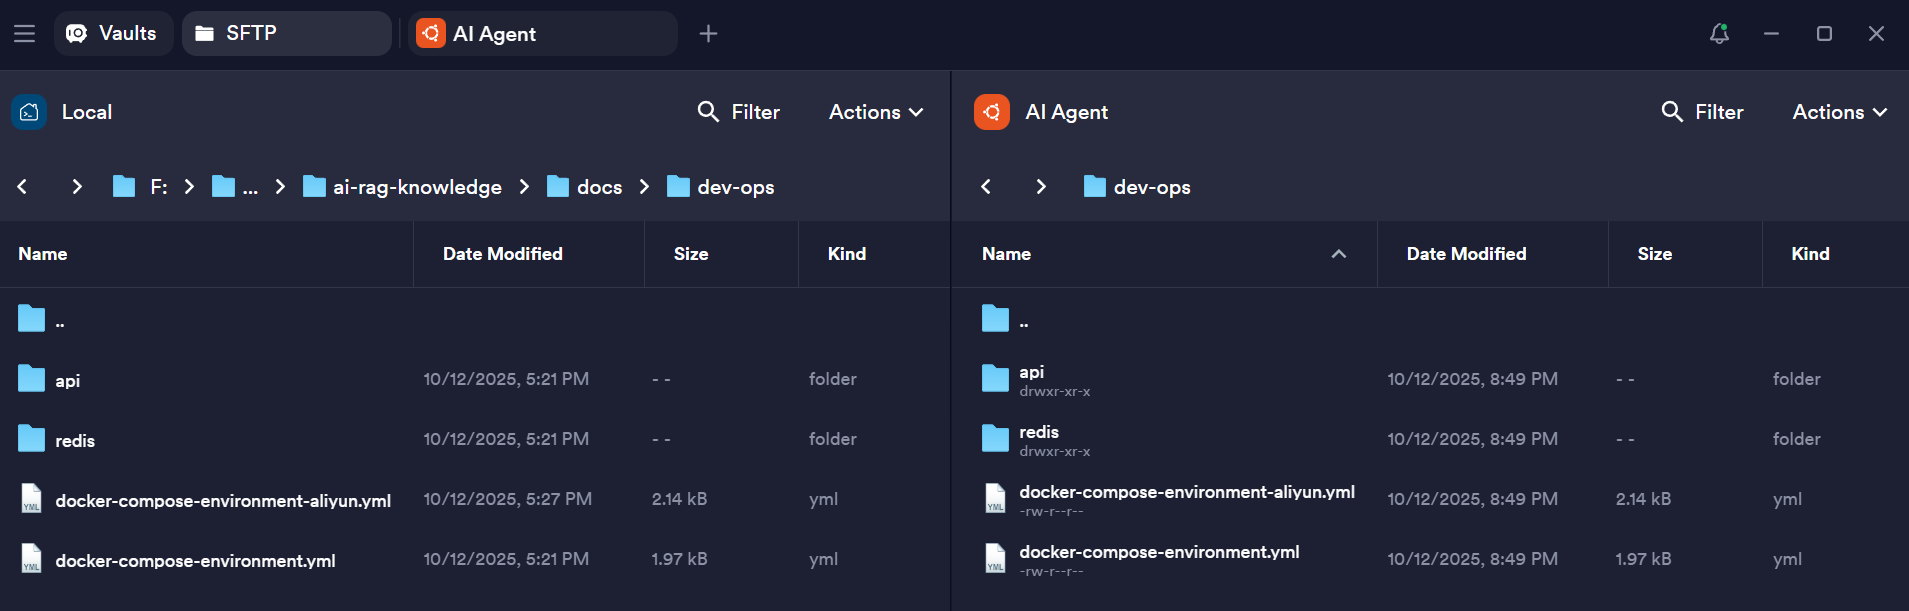 Vaults SFTP AI Agent
Local Filter Actions
F: ... ai-rag-knowledge docs dev-ops
Name Date Modified Size Kind
..
api 10/12/2025, 5:21 PM - - folder
redis 10/12/2025, 5:21 PM - - folder
YML docker-compose-environment-aliyun.yml 10/12/2025, 5:27 PM 2.14 kB yml
YML docker-compose-environment.yml 10/12/2025, 5:21 PM 1.97 kB yml
AI Agent Filter Actions
dev-ops
Name Date Modified Size Kind
..
api 10/12/2025, 8:49 PM - - folder
drwxr-xr-x
redis 10/12/2025, 8:49 PM - - folder
drwxr-xr-x
YML docker-compose-environment-aliyun.yml 10/12/2025, 8:49 PM 2.14 kB yml
-rw-r--r--
YML docker-compose-environment.yml 10/12/2025, 8:49 PM 1.97 kB yml
-rw-r--r--